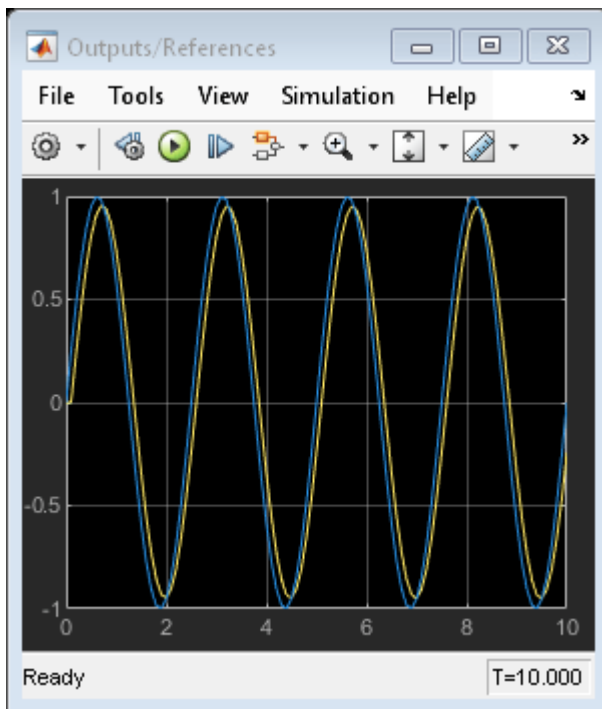 Outputs/References
File Tools View Simulation Help
1
0.5
0
-0.5
-1
0 2 4 6 8 10
Ready T=10.000